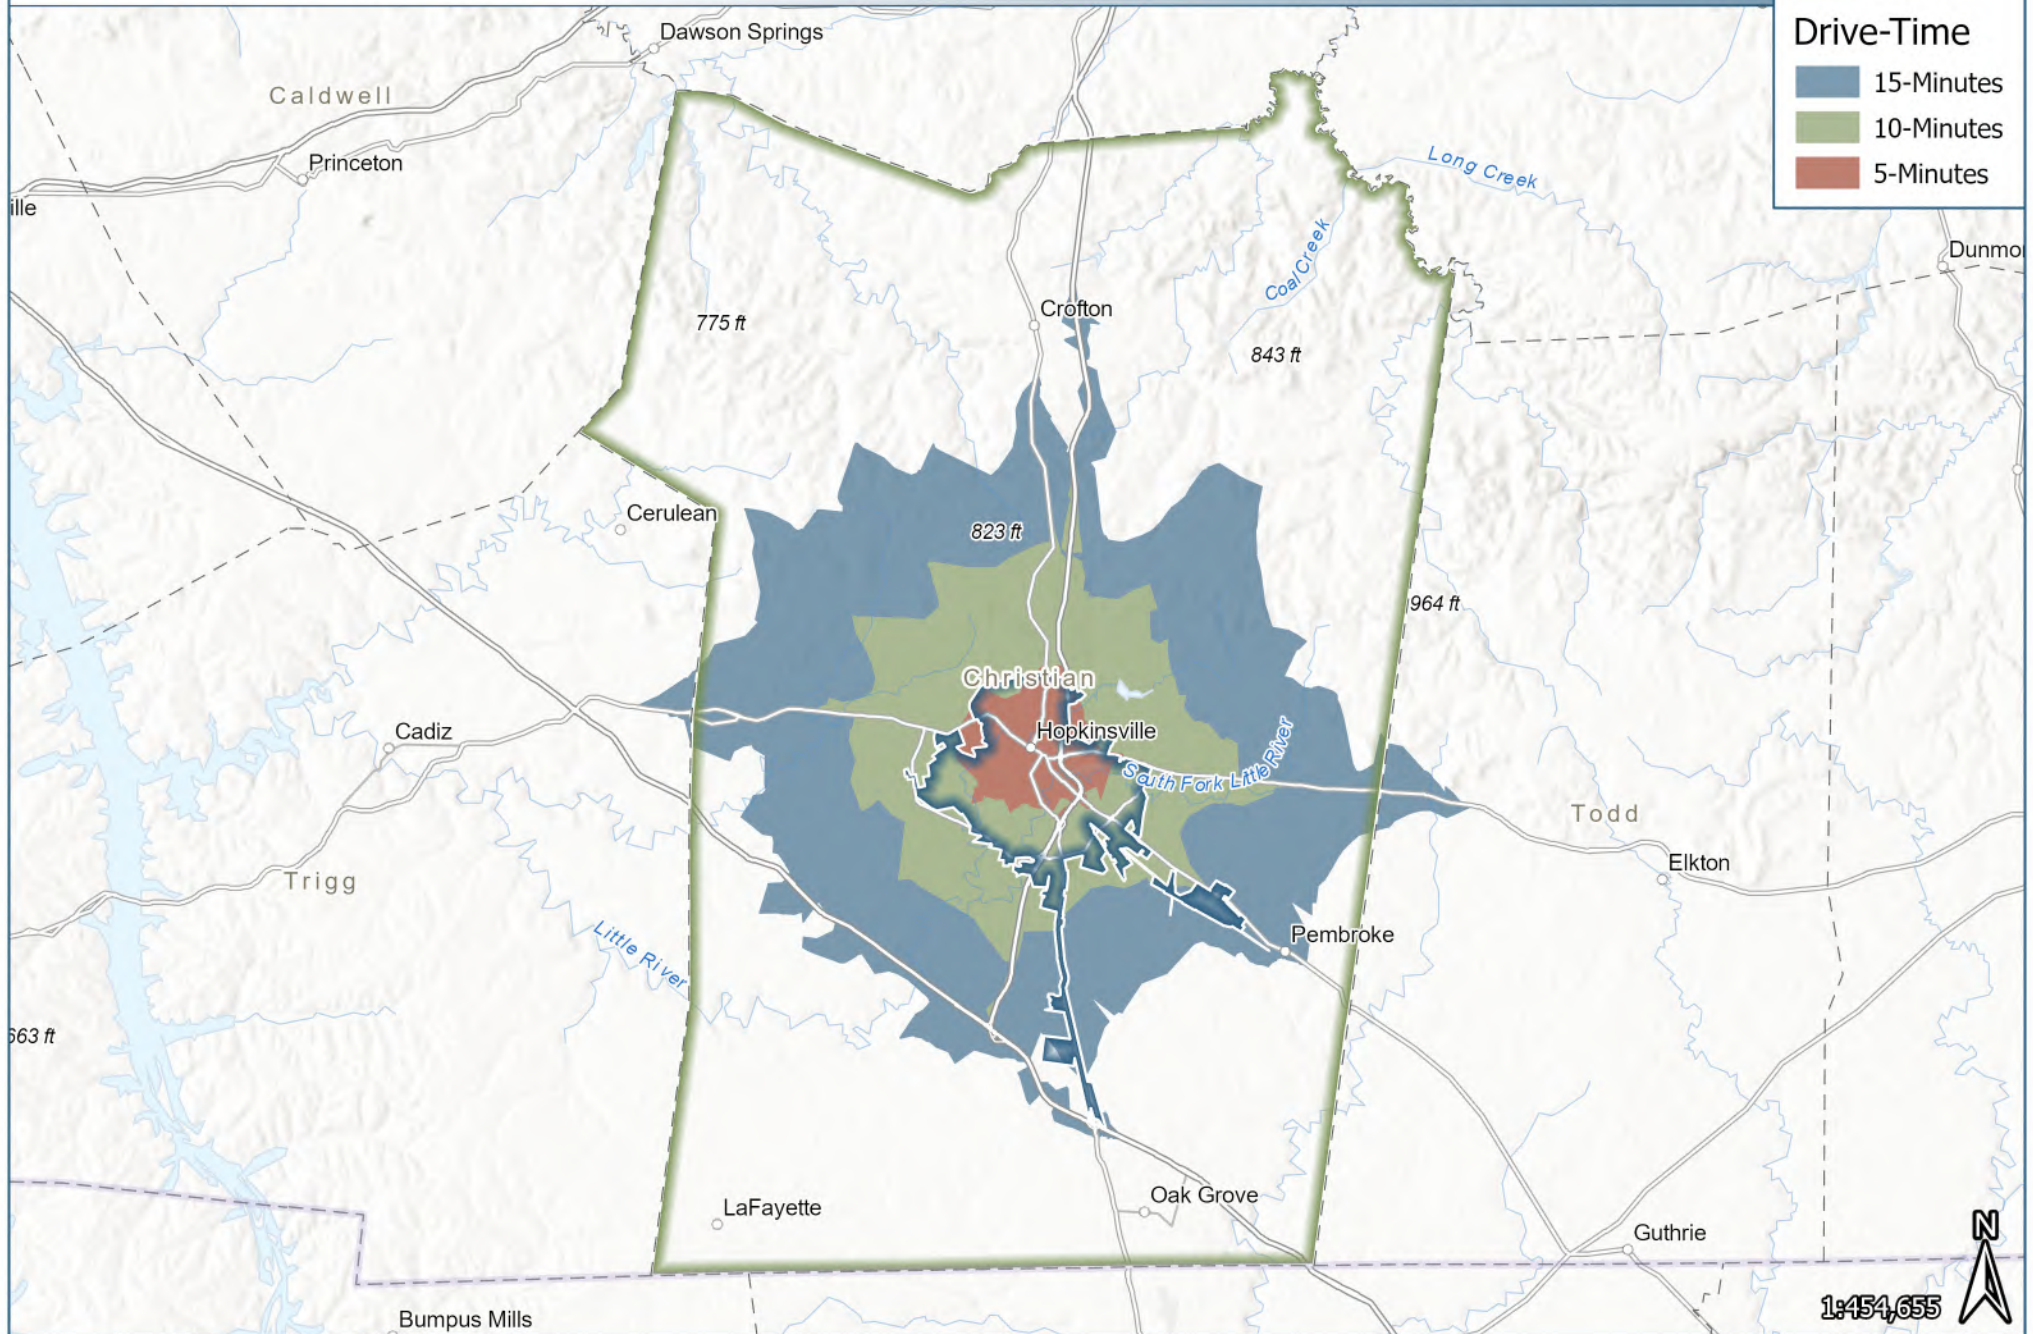 Drive-Time
15-Minutes
10-Minutes
5-Minutes
Dawson Springs
Caldwell
Princeton
ille
Long Creek
Coal Creek
Dunmo
Crofton
775 ft
843 ft
Cerulean
823 ft
964 ft
Christian
Hopkinsville
Cadiz
South Fork Little River
Todd
Elkton
Trigg
Little River
Pembroke
663 ft
LaFayette
Oak Grove
Guthrie
N
1:454,655
Bumpus Mills